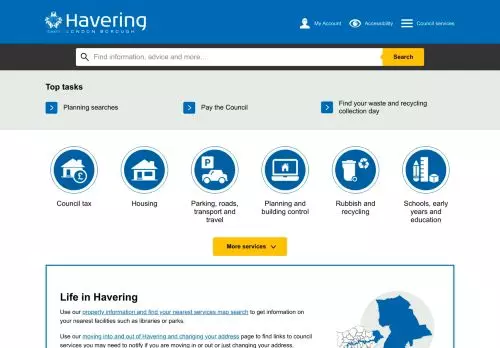 Havering
LONDON BOROUGH
My Account
Accessibility
Council services
Find information, advice and more...
Search
Top tasks
Planning searches
Pay the Council
Find your waste and recycling
collection day
Council tax
Housing
Parking, roads,
transport and
travel
Planning and
building control
Rubbish and
recycling
Schools, early
years and
education
More services
Life in Havering
Use our property information and find your nearest services map search to get information on
your nearest facilities such as libraries or parks.
Use our moving into and out of Havering and changing your address page to find links to council
services you may need to notify if you are moving in or out or just changing your address.